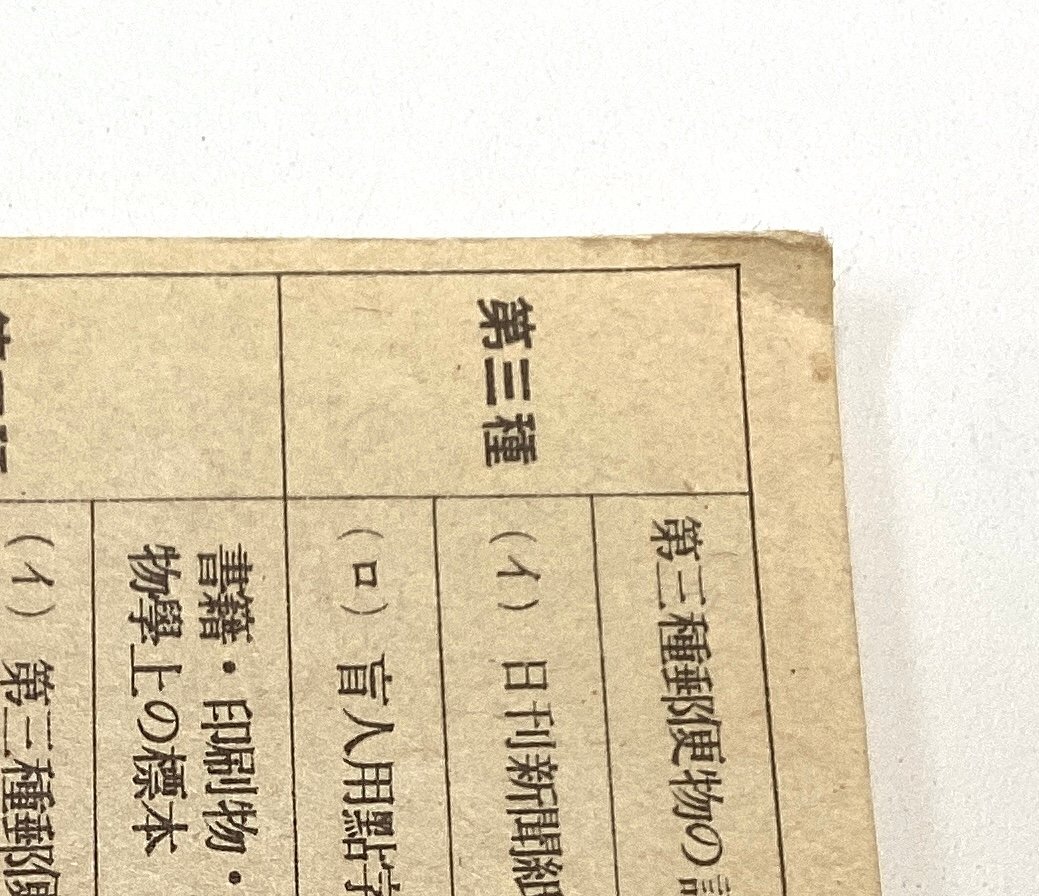 第三種
第三種郵便物の
(イ) 日刊新聞紙
(ロ) 盲人用點字
書籍・印刷物・
物學上の標本
(イ) 第三種郵便